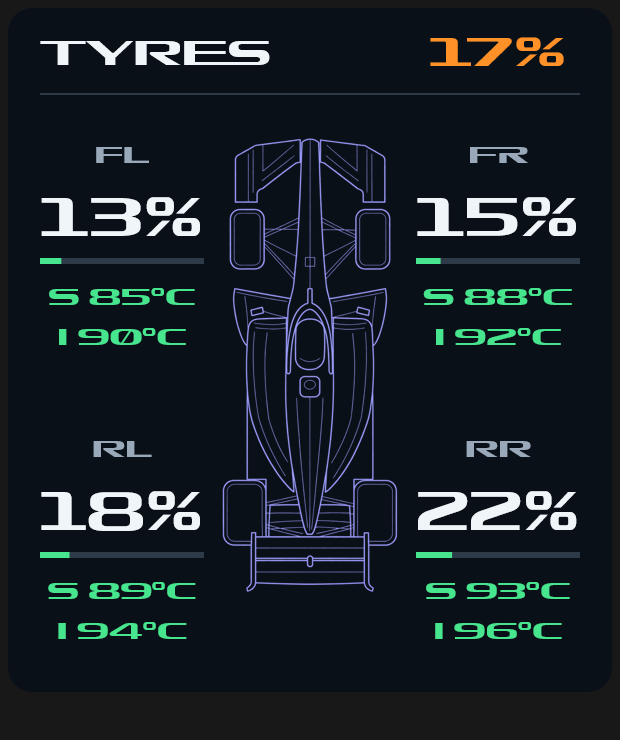 TYRES 17%
FL FR
13% 15%
S 85°C S 88°C
I 90°C I 92°C
RL RR
18% 22%
S 89°C S 93°C
I 94°C I 96°C